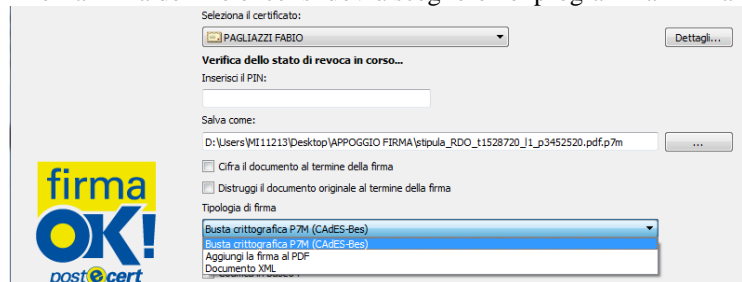 Seleziona il certificato:
PAGLIAZZI FABIO
Dettagli...
Verifica dello stato di revoca in corso...
Inserisci il PIN:
Salva come:
D:\Users\MI11213\Desktop\APPOGGIO FIRMA\stipula_RDO_t1528720_l1_p3452520.pdf.p7m
...
Cifra il documento al termine della firma
Distruggi il documento originale al termine della firma
Tipologia di firma
Busta crittografica P7M (CAdES-Bes)
Busta crittografica P7M (CAdES-Bes)
Aggiungi la firma al PDF
Documento XML
firma
OK!
postecert